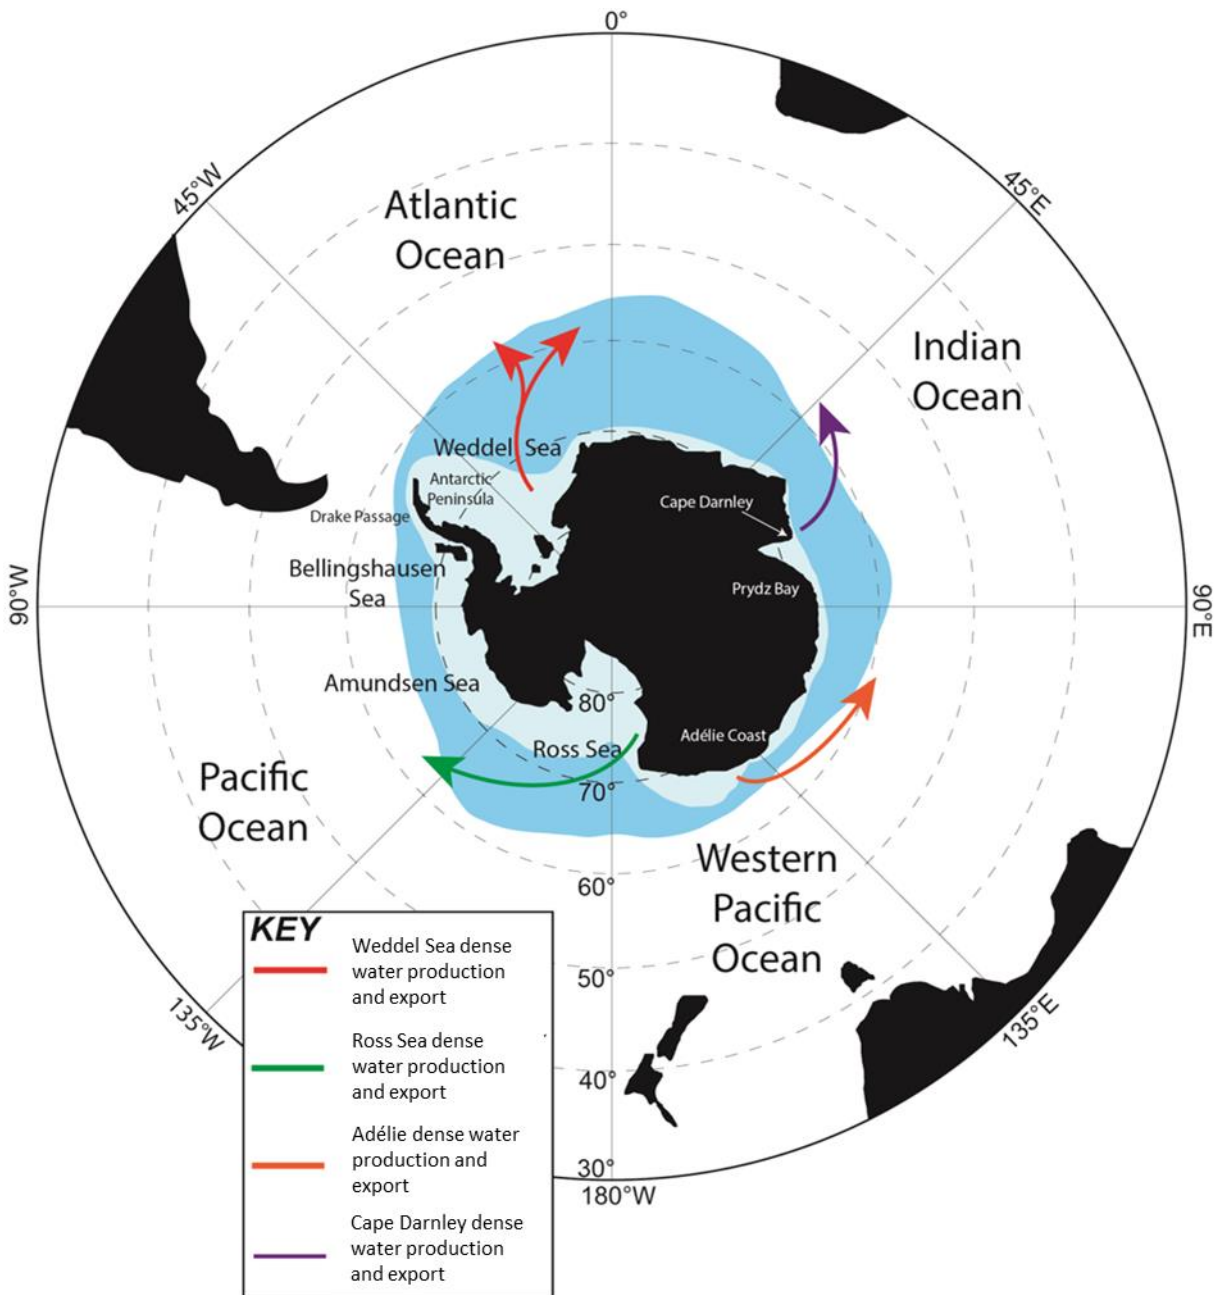 0°
45°W
45°E
Atlantic
Ocean
Indian
Ocean
Weddel Sea
Antarctic
Peninsula
Cape Darnley
Drake Passage
Bellingshausen
Sea
Prydz Bay
90°W
90°E
Amundsen Sea
80°
Adélie Coast
Ross Sea
70°
Pacific
Ocean
Western
Pacific
Ocean
60°
50°
40°
30°
180°W
135°W
135°E
KEY
Weddel Sea dense
water production
and export
Ross Sea dense
water production
and export
Adélie dense water
production and
export
Cape Darnley dense
water production
and export